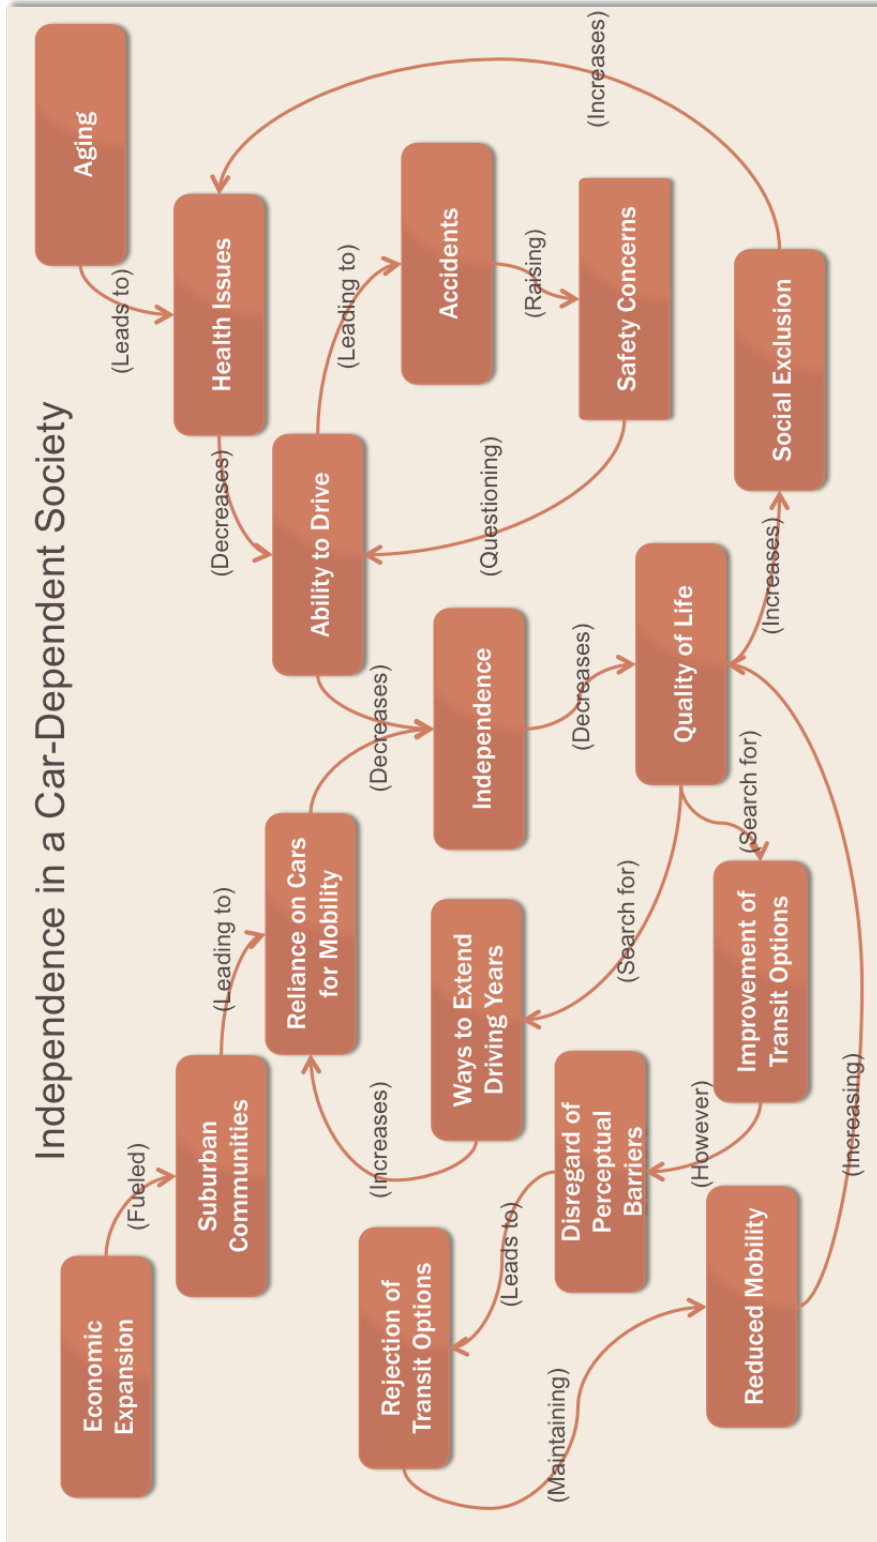 Independence in a Car-Dependent Society
Economic
Expansion
(Fueled)
Suburban
Communities
(Leading to)
Reliance on Cars
for Mobility
(Decreases)
Aging
(Leads to)
Health Issues
(Decreases)
Ability to Drive
(Leading to)
Accidents
(Raising)
Safety Concerns
(Questioning)
Independence
(Decreases)
Quality of Life
(Increases)
Social Exclusion
(Increases)
(Search for)
Ways to Extend
Driving Years
(Increases)
(Search for)
Improvement of
Transit Options
(However)
Disregard of
Perceptual
Barriers
(Leads to)
Rejection of
Transit Options
(Maintaining)
Reduced Mobility
(Increasing)